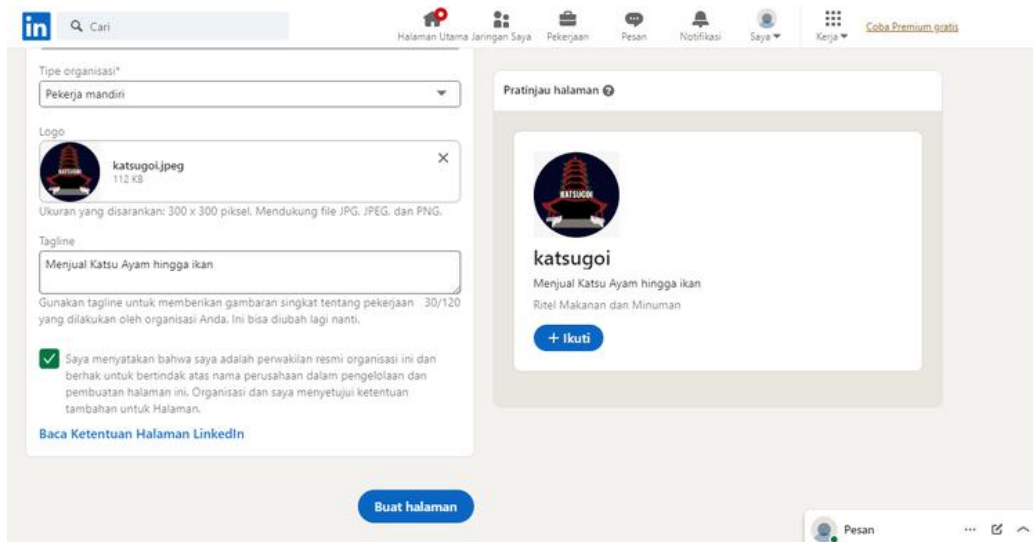 in
Cari
Halaman Utama
Jaringan Saya
Pekerjaan
Pesan
Notifikasi
Saya
Kerja
Coba Premium gratis
Tipe organisasi*
Pekerja mandiri
Logo
KATSUGOI
katsugoi.jpeg
112 KB
Ukuran yang disarankan: 300 x 300 piksel. Mendukung file JPG, JPEG, dan PNG.
Tagline
Menjual Katsu Ayam hingga ikan
Gunakan tagline untuk memberikan gambaran singkat tentang pekerjaan 30/120
yang dilakukan oleh organisasi Anda. Ini bisa diubah lagi nanti.
Saya menyatakan bahwa saya adalah perwakilan resmi organisasi ini dan
berhak untuk bertindak atas nama perusahaan dalam pengelolaan dan
pembuatan halaman ini. Organisasi dan saya menyetujui ketentuan
tambahan untuk Halaman.
Baca Ketentuan Halaman LinkedIn
Buat halaman
Pratinjau halaman
KATSUGOI
katsugoi
Menjual Katsu Ayam hingga ikan
Ritel Makanan dan Minuman
+ Ikuti
Pesan